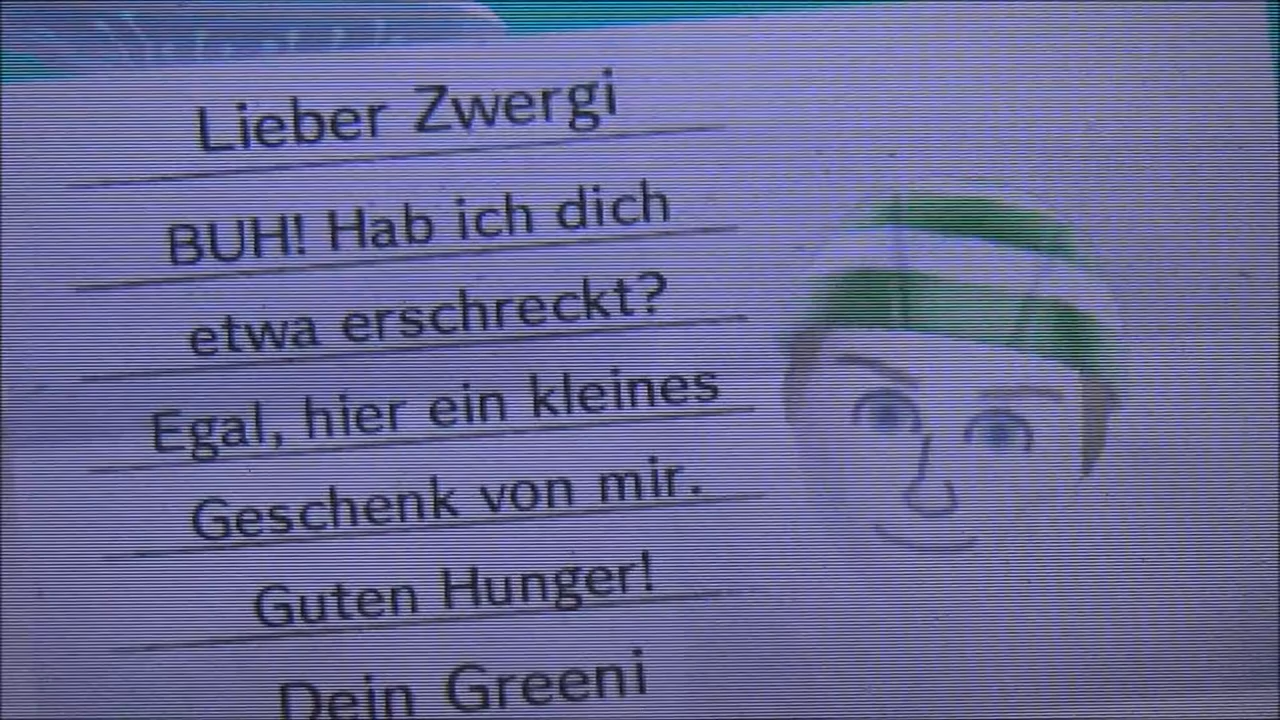 Lieber Zwergi
BUH! Hab ich dich
etwa erschreckt?
Egal, hier ein kleines
Geschenk von mir.
Guten Hunger!
Dein Greeni